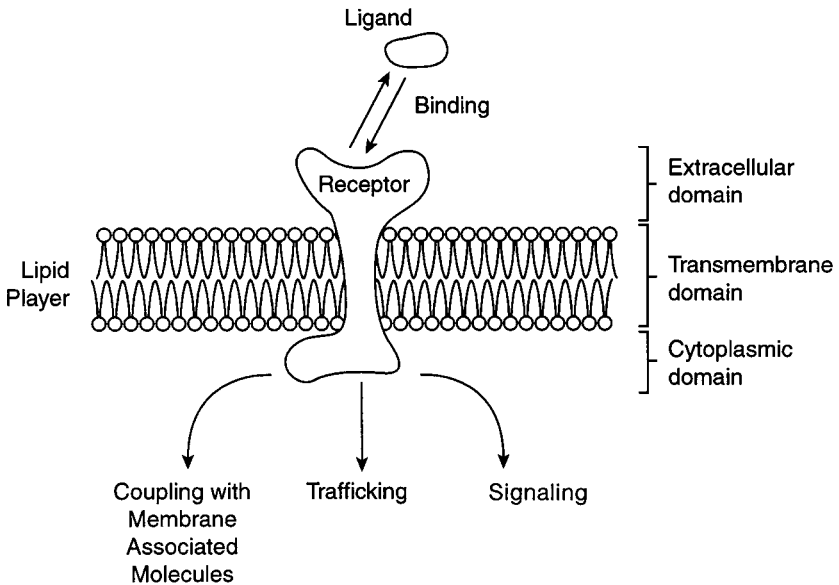 Ligand
Binding
Receptor
Extracellular
domain
Lipid
Player
Transmembrane
domain
Cytoplasmic
domain
Coupling with
Membrane
Associated
Molecules
Trafficking
Signaling